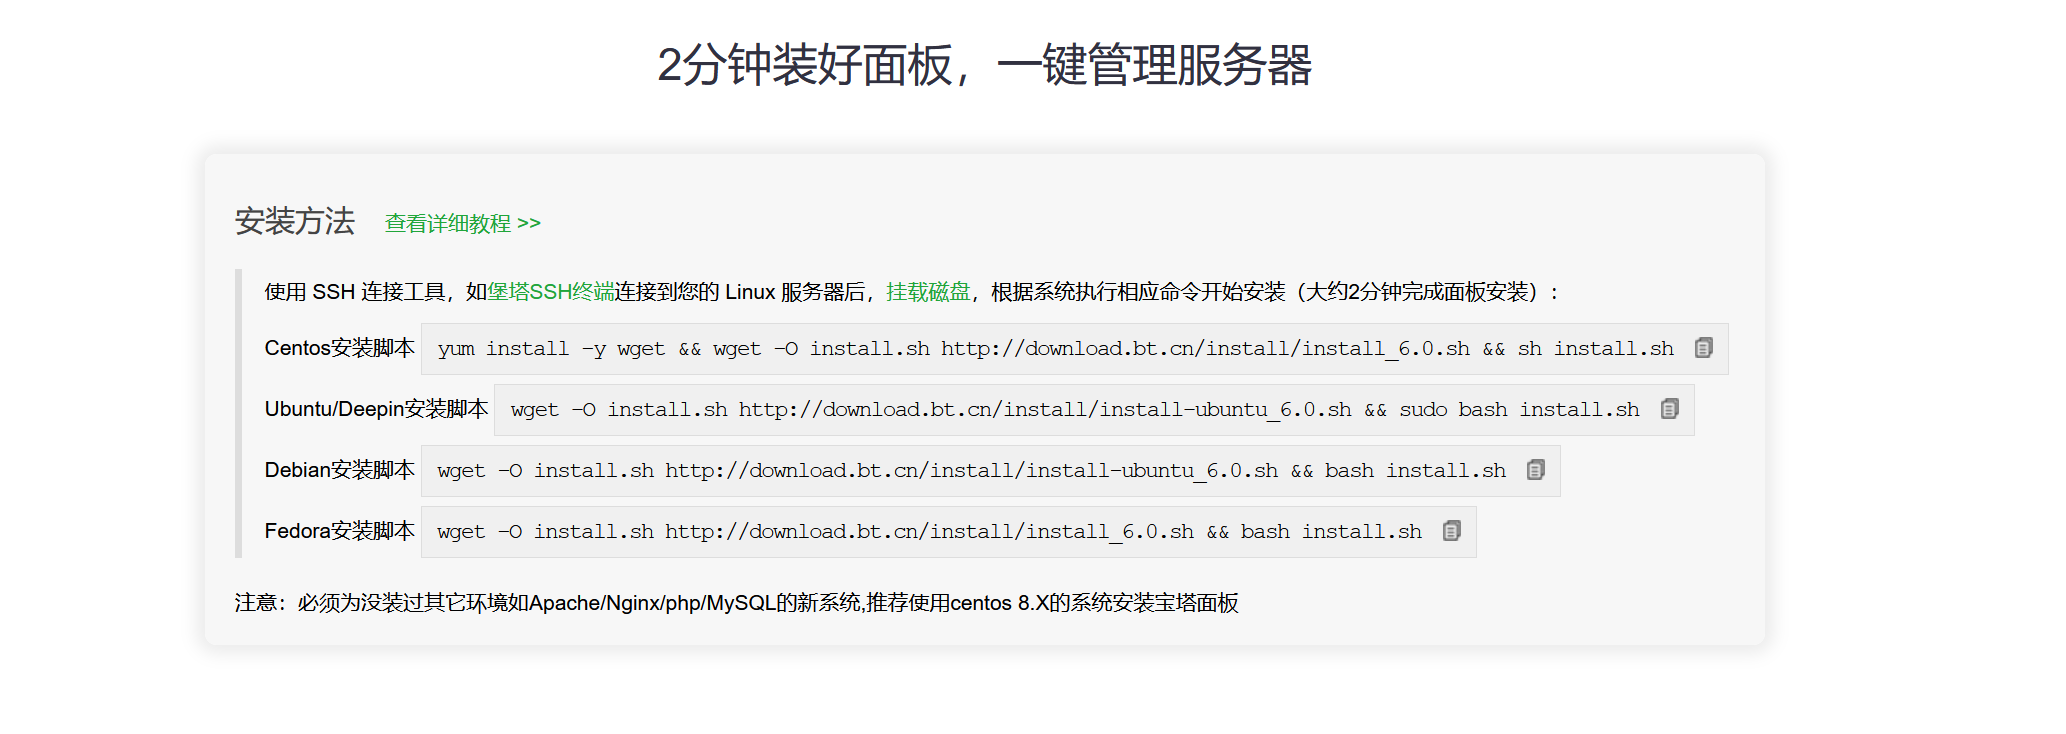 2分钟装好面板，一键管理服务器
安装方法 查看详细教程 >>
使用 SSH 连接工具，如堡塔SSH终端连接到您的 Linux 服务器后，挂载磁盘，根据系统执行相应命令开始安装（大约2分钟完成面板安装）：
Centos安装脚本 yum install -y wget && wget -O install.sh http://download.bt.cn/install/install_6.0.sh && sh install.sh
Ubuntu/Deepin安装脚本 wget -O install.sh http://download.bt.cn/install/install-ubuntu_6.0.sh && sudo bash install.sh
Debian安装脚本 wget -O install.sh http://download.bt.cn/install/install-ubuntu_6.0.sh && bash install.sh
Fedora安装脚本 wget -O install.sh http://download.bt.cn/install/install_6.0.sh && bash install.sh
注意：必须为没装过其它环境如Apache/Nginx/php/MySQL的新系统,推荐使用centos 8.X的系统安装宝塔面板